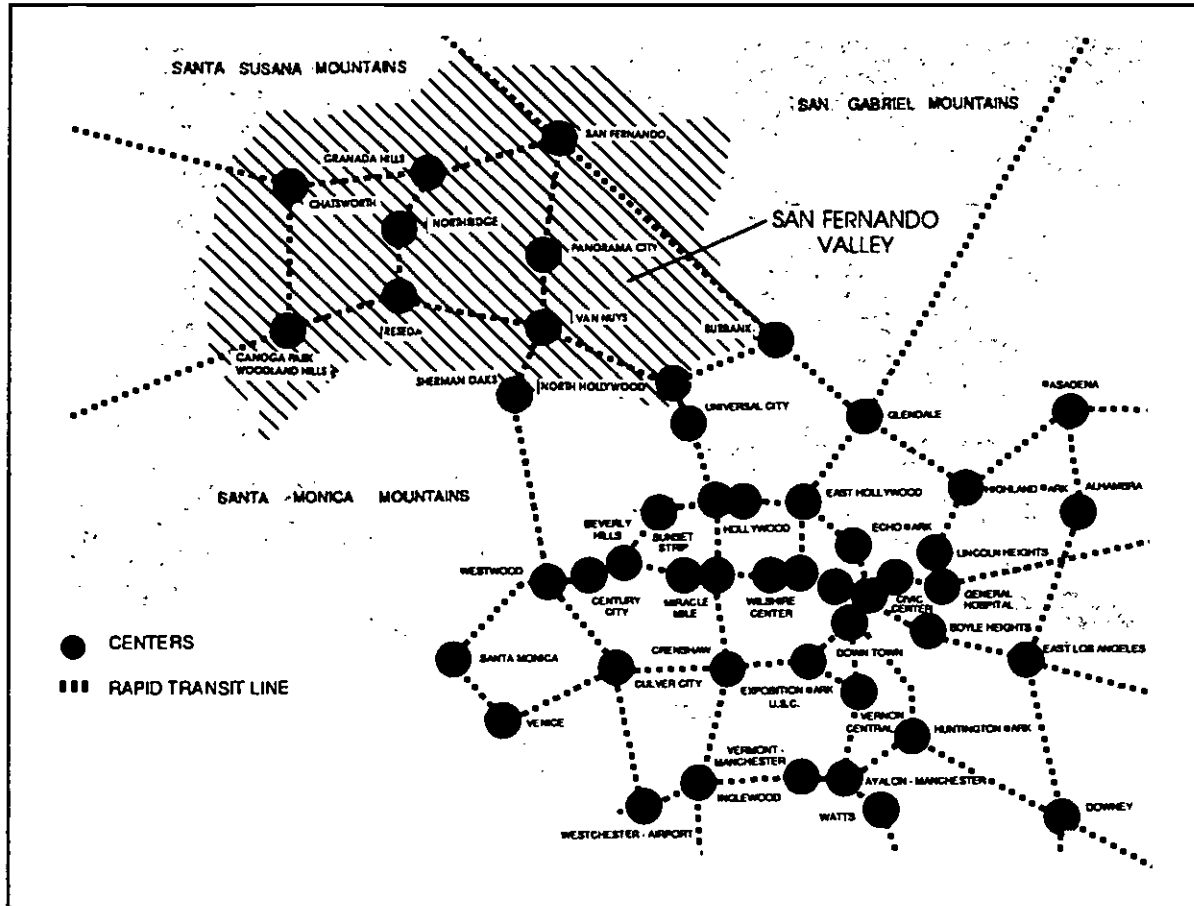 SANTA SUSANA MOUNTAINS
SAN GABRIEL MOUNTAINS
SAN FERNANDO
GRANADA HILLS
CHATSWORTH
NORTHRIDGE
SAN FERNANDO
VALLEY
PANORAMA CITY
VAN NUYS
RESEDA
BURBANK
CANOGA PARK
WOODLAND HILLS
SHERMAN OAKS
NORTH HOLLYWOOD
UNIVERSAL CITY
GLENDALE
PASADENA
SANTA MONICA MOUNTAINS
EAST HOLLYWOOD
HIGHLAND PARK
ALHAMBRA
BEVERLY
HILLS
SUNSET
STRIP
HOLLYWOOD
ECHO PARK
LINCOLN HEIGHTS
WESTWOOD
CENTURY
CITY
MIRACLE
MILE
WILSHIRE
CENTER
CIVIC
CENTER
GENERAL
HOSPITAL
BOYLE HEIGHTS
CENTERS
SANTA MONICA
CRENSHAW
DOWN TOWN
EAST LOS ANGELES
RAPID TRANSIT LINE
CULVER CITY
EXPOSITION PARK
U.S.C.
VENICE
VERNON
CENTRAL
HUNTINGTON PARK
VERMONT -
MANCHESTER
INGLEWOOD
AVALON - MANCHESTER
WATTS
DOWNEY
WESTCHESTER - AIRPORT